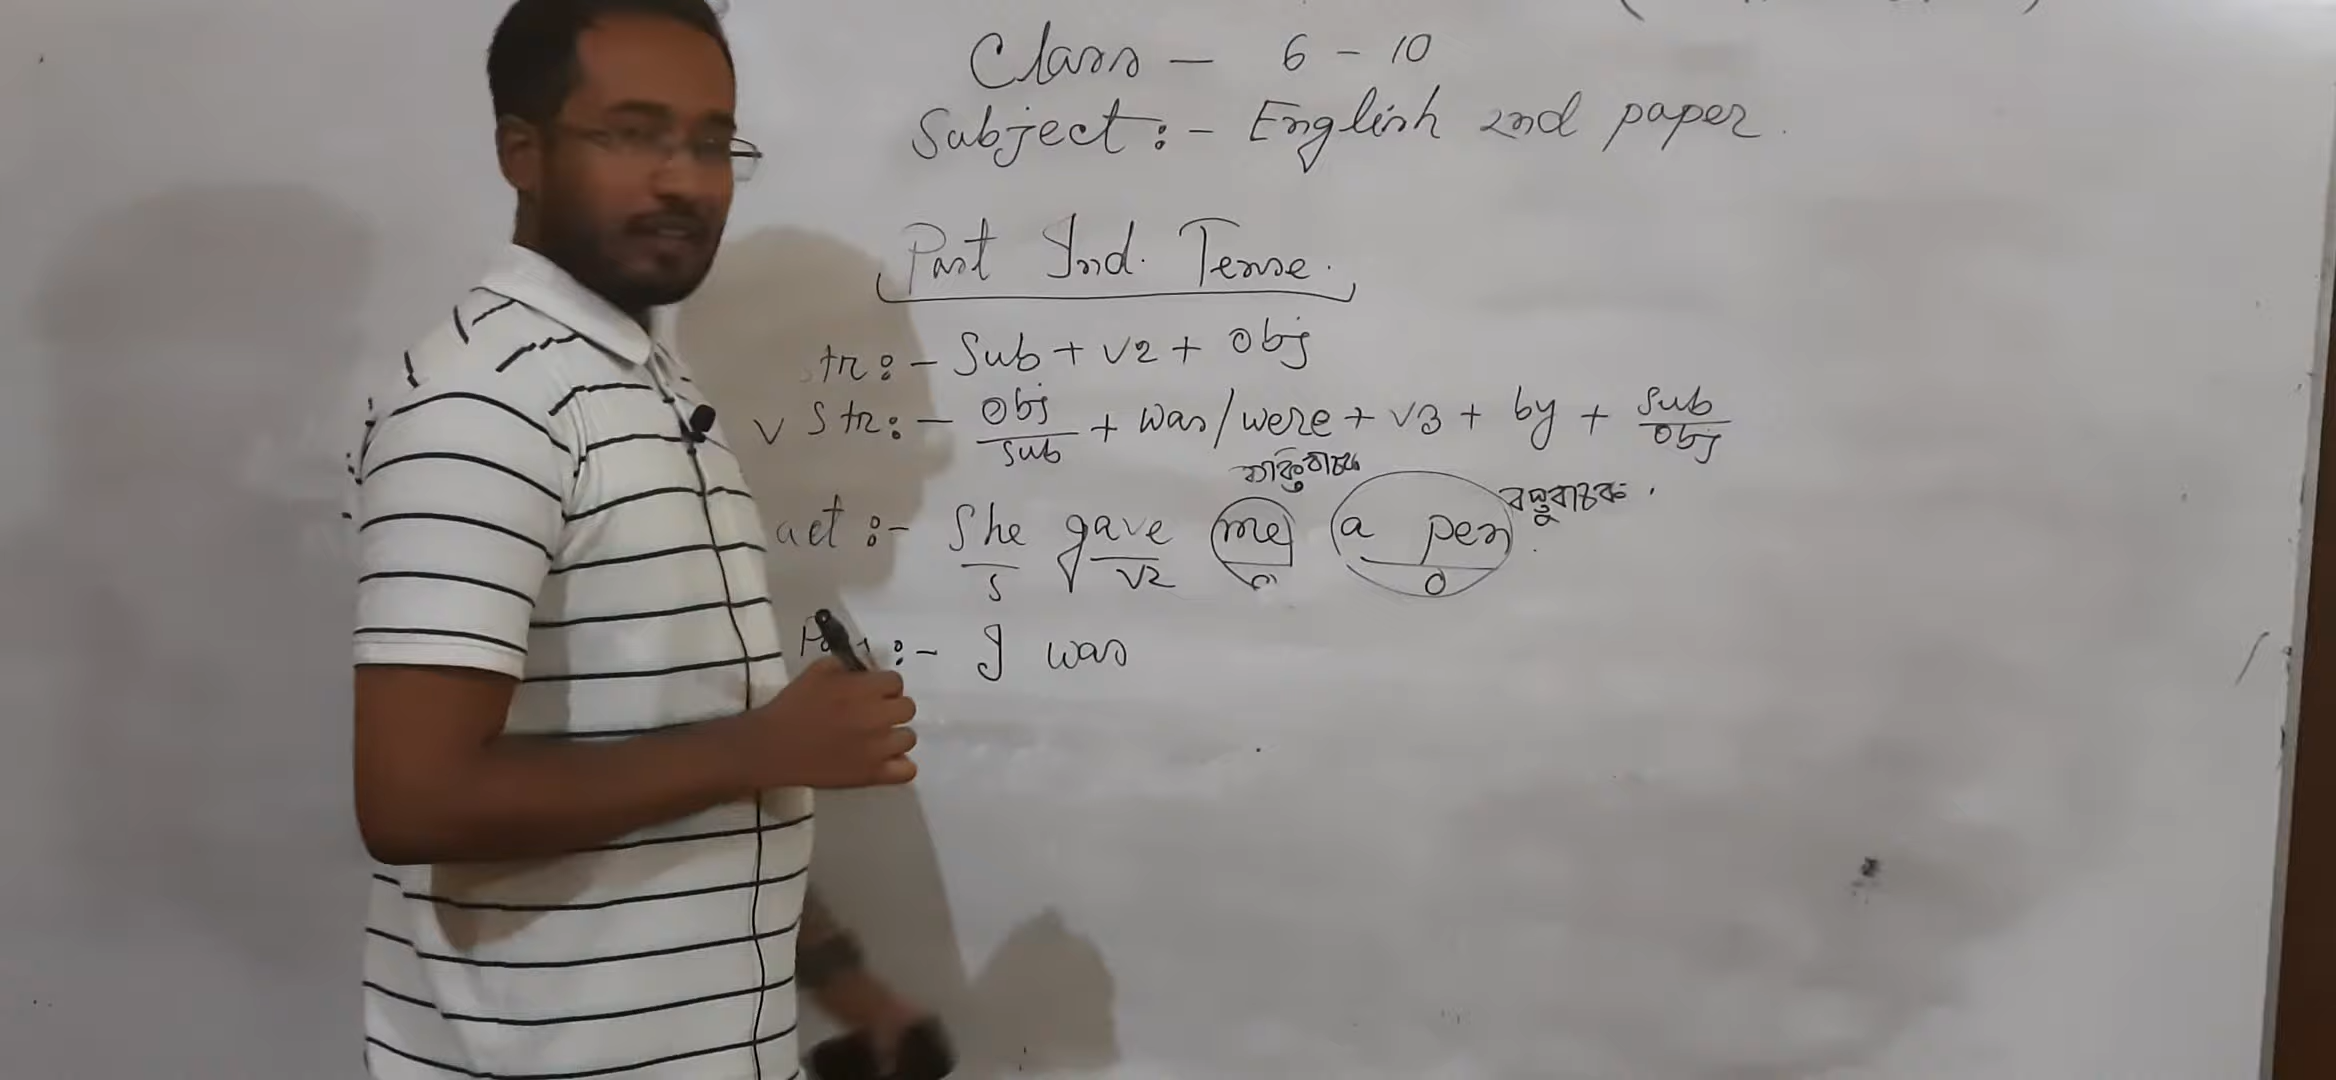 Class - 6 - 10
Subject :- English 2nd paper.
Past Ind. Tense.
tr :- Sub + V2 + Obj
v Str :- Obj/Sub + was/were + V3 + by + Sub/Obj
ব্যক্তিবাচক
বস্তুবাচক .
act :- She gave me a pen
S V2 O O
:- I was